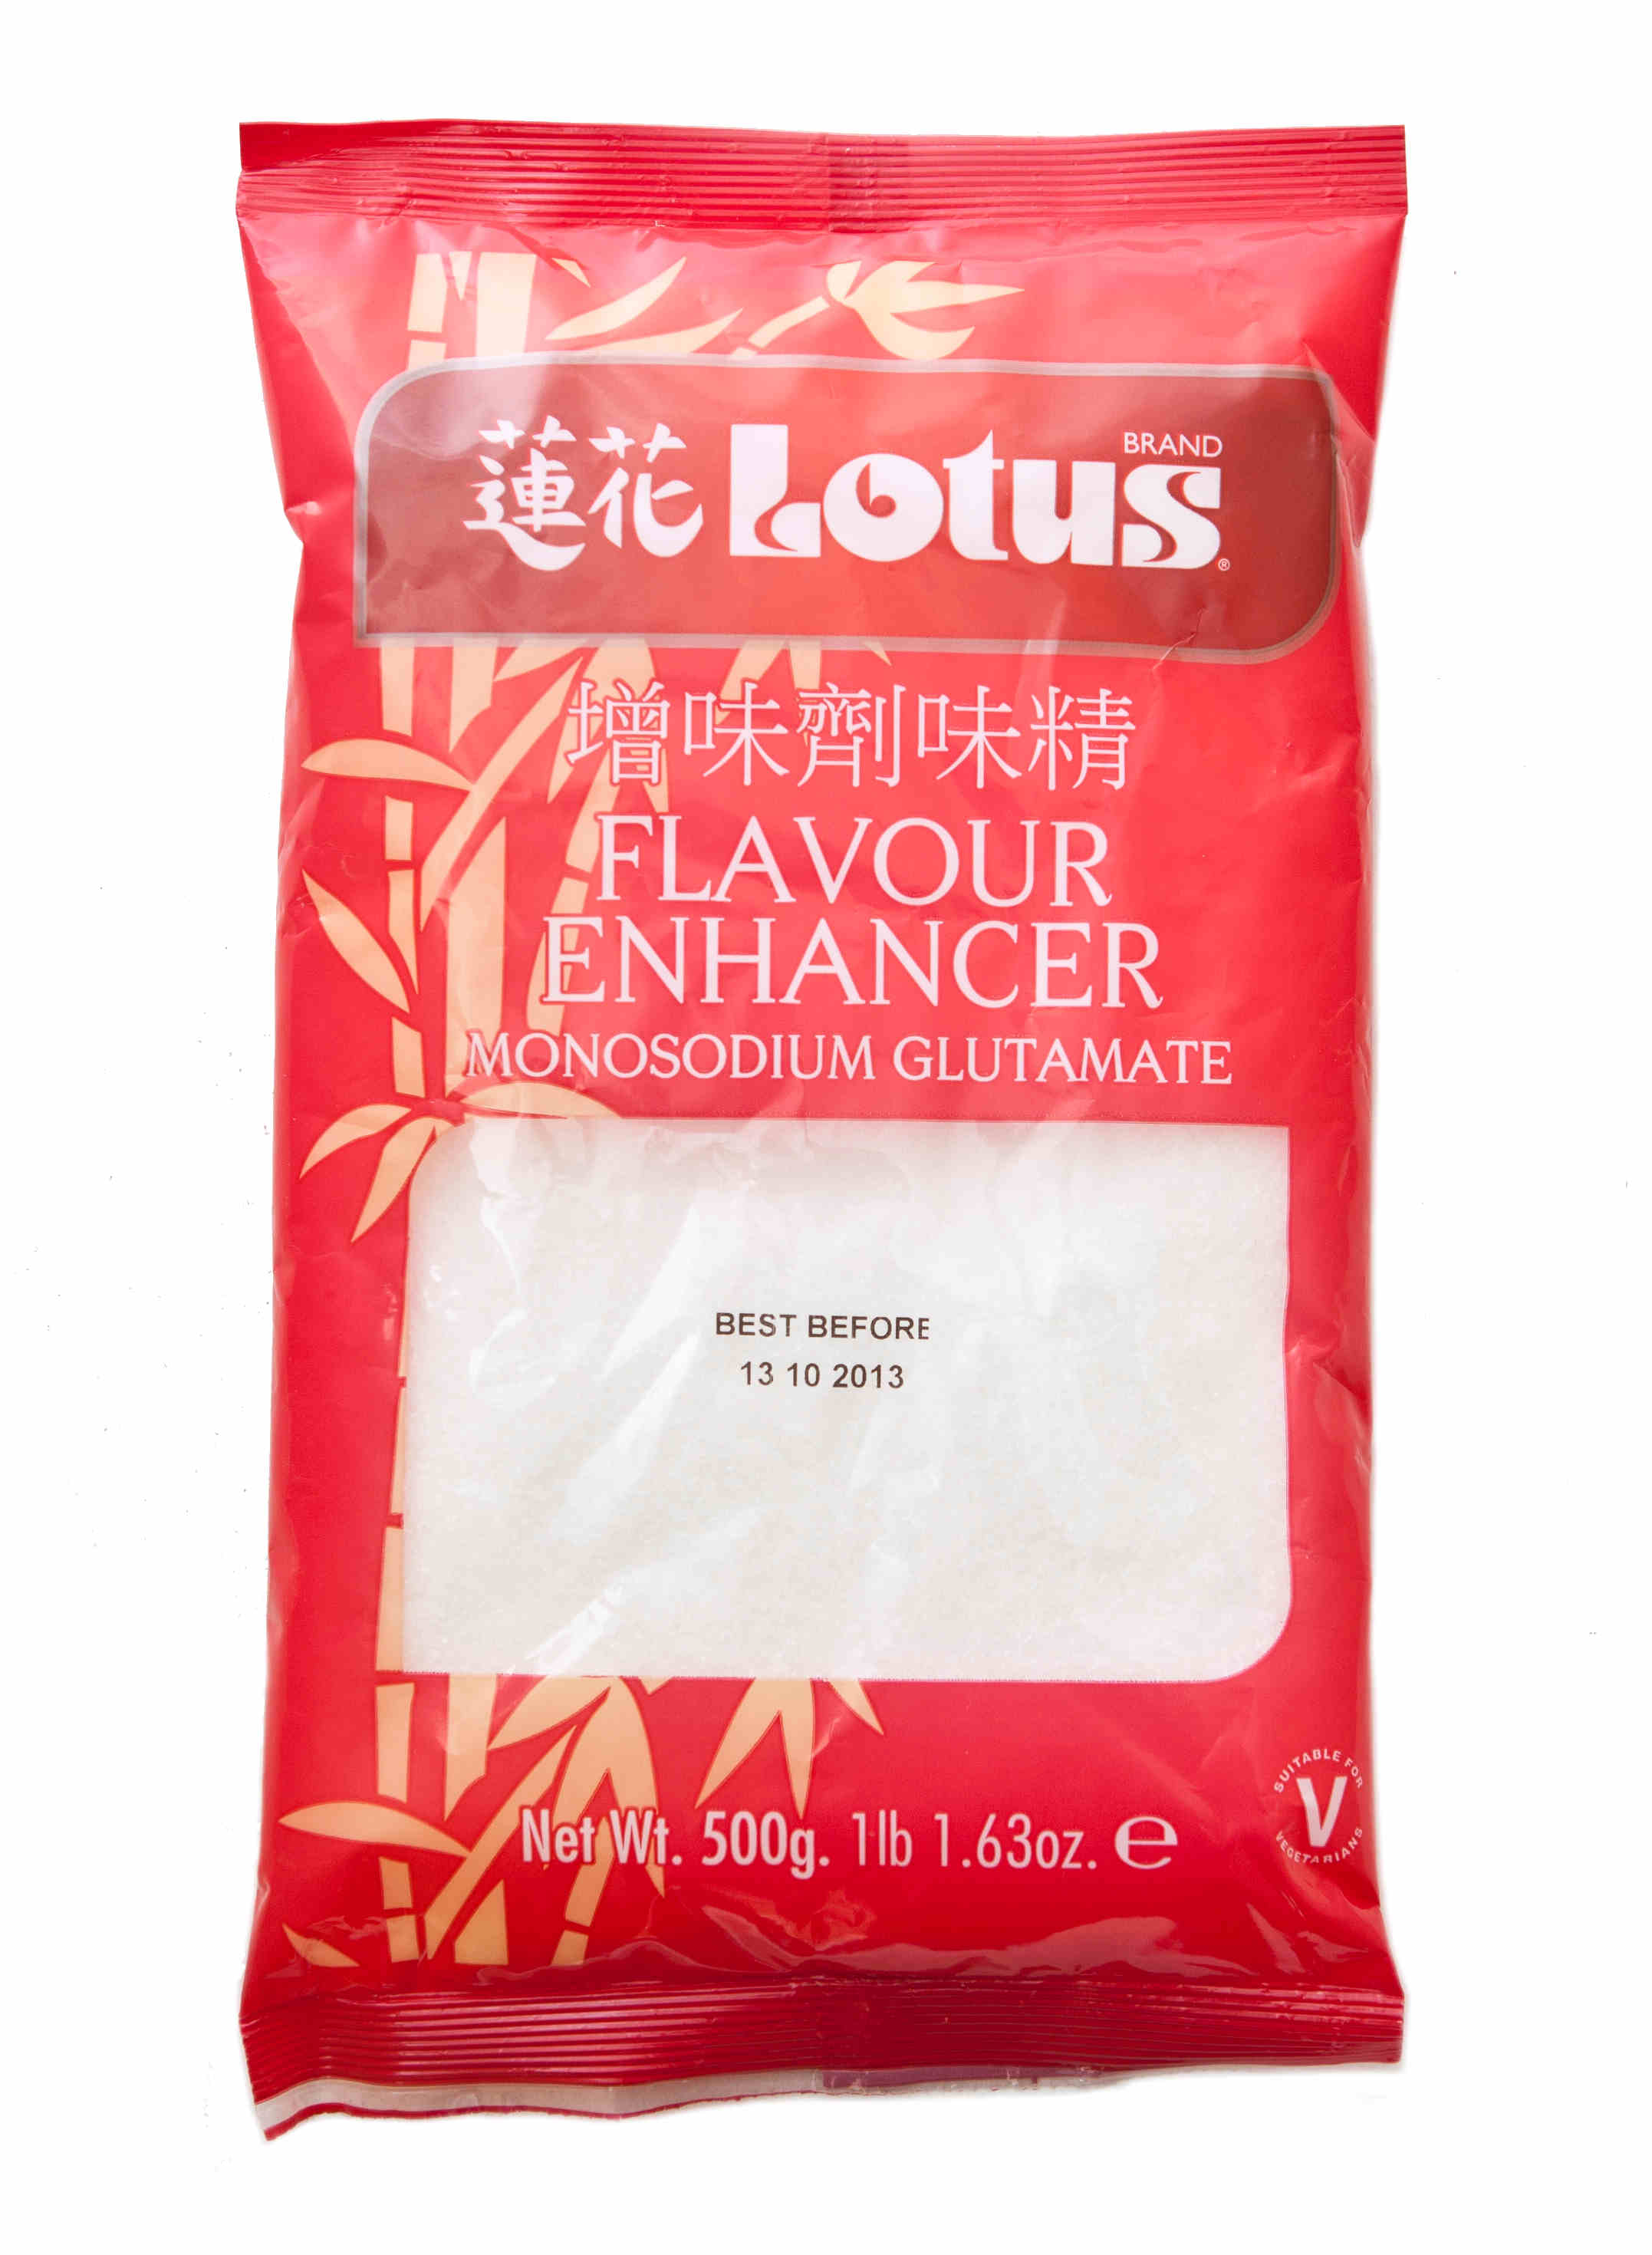 BRAND
蓮花 Lotus®
增味劑味精
FLAVOUR
ENHANCER
MONOSODIUM GLUTAMATE
BEST BEFORE
13 10 2013
SUITABLE FOR
V
VEGETARIANS
Net Wt. 500g. 1lb 1.63oz. ℮